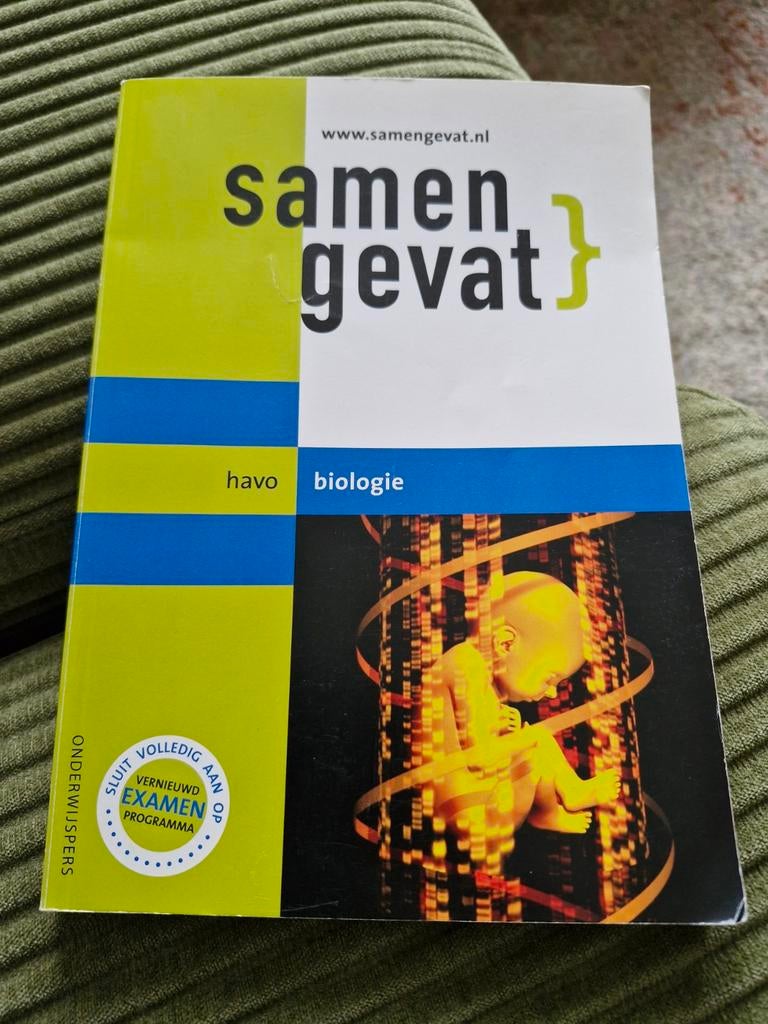 www.samengevat.nl
samen
gevat}
havo biologie
SLUIT VOLLEDIG AAN OP
VERNIEUWD
EXAMEN
PROGRAMMA
ONDERWIJSPERS